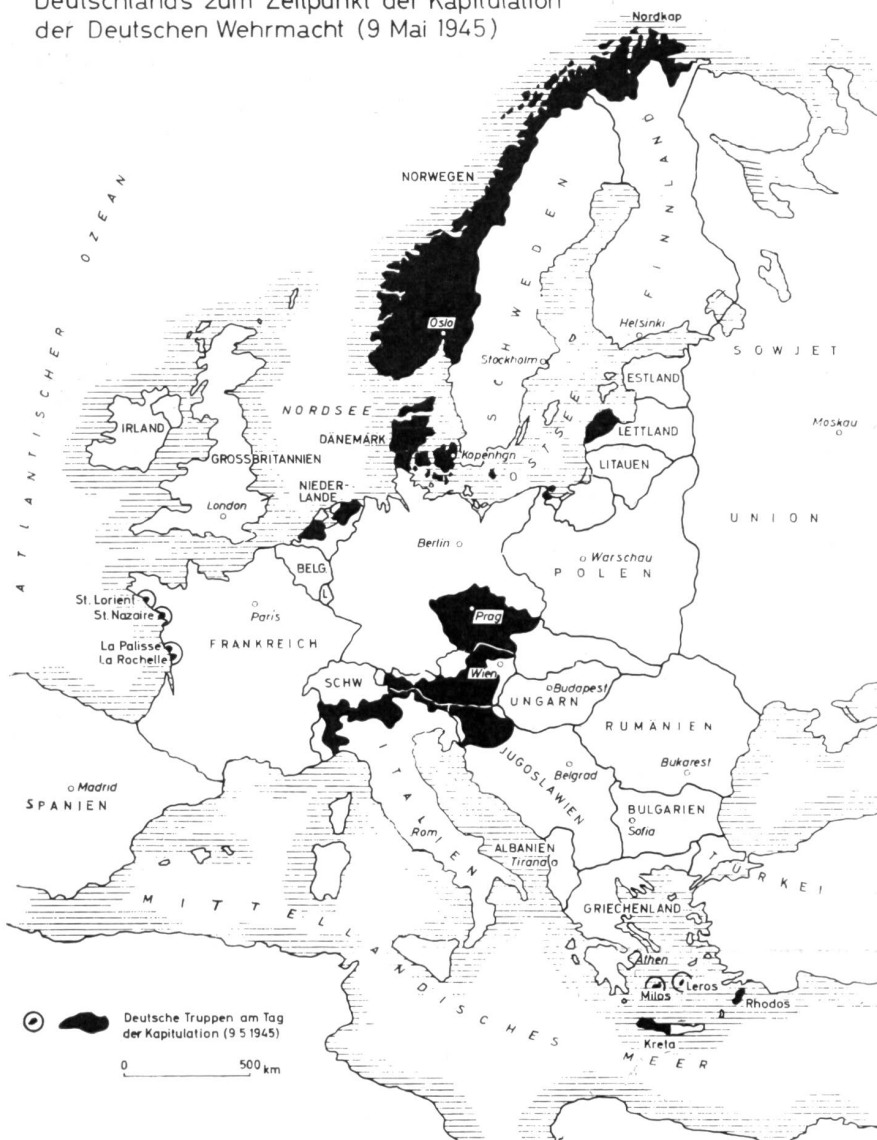 Deutschlands zum Zeitpunkt der Kapitulation
der Deutschen Wehrmacht (9 Mai 1945)
Nordkap
ATLANTISCHER OZEAN
NORWEGEN
SCHWEDEN
FINNLAND
Oslo
Helsinki
Stockholm
SOWJET
ESTLAND
NORDSEE
OSTSEE
IRLAND
DÄNEMARK
LETTLAND
Moskau
GROSSBRITANNIEN
Kopenhgn
LITAUEN
NIEDER-
LANDE
London
UNION
Berlin
Warschau
POLEN
BELG.
L
St. Lorient
St. Nazaire
Paris
Prag
FRANKREICH
La Palisse
La Rochelle
Wien
SCHW
Budapest
UNGARN
RUMÄNIEN
ITALIEN
JUGOSLAWIEN
Belgrad
Bukarest
Madrid
SPANIEN
BULGARIEN
Sofia
Rom
ALBANIEN
Tirana
TÜRKEI
MITTELLÄNDISCHES MEER
GRIECHENLAND
Athen
Leros
Milos
Rhodos
Kreta
Deutsche Truppen am Tag
der Kapitulation (9 5 1945)
0 500 km